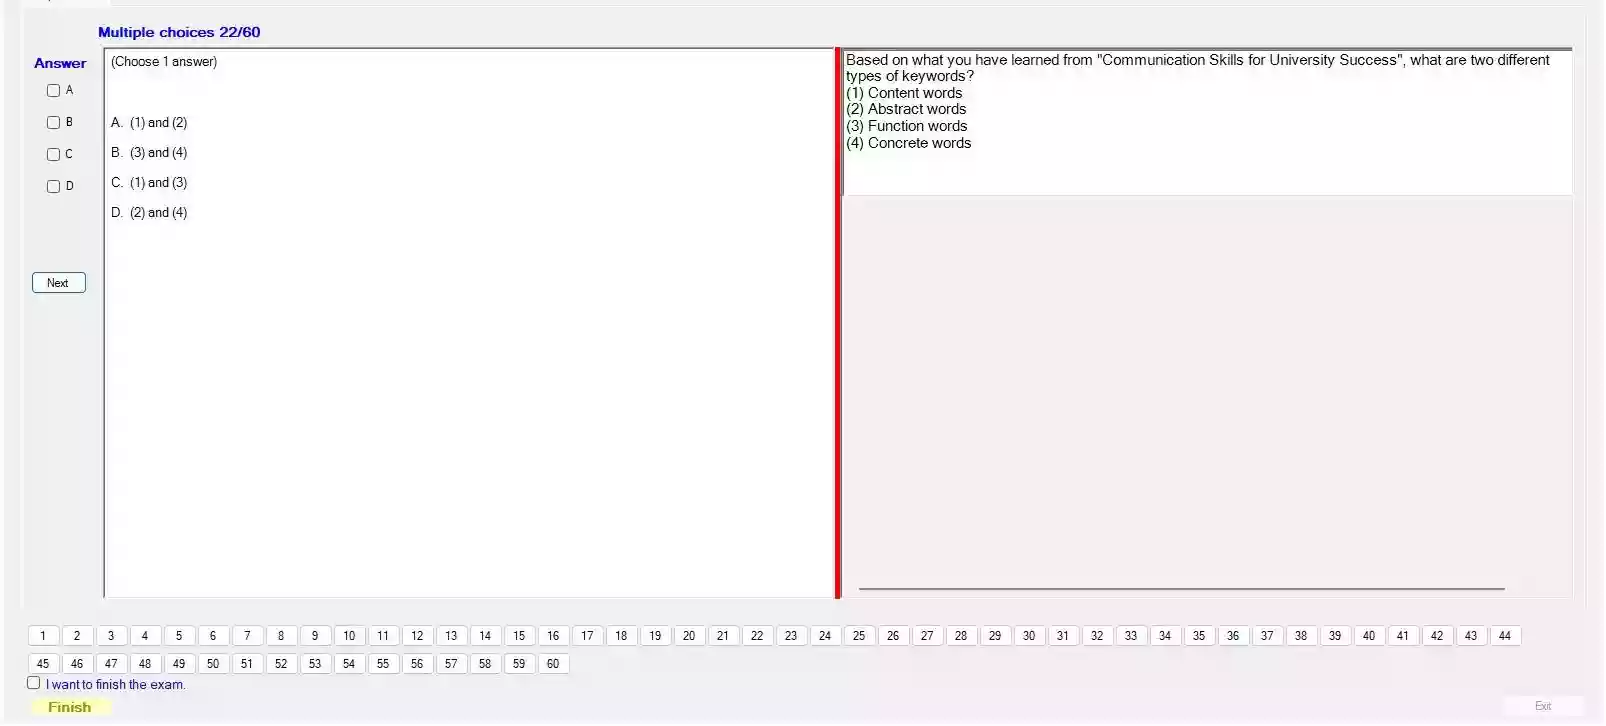 Multiple choices 22/60
Answer
A
B
C
D
Next
(Choose 1 answer)
A. (1) and (2)
B. (3) and (4)
C. (1) and (3)
D. (2) and (4)
Based on what you have learned from "Communication Skills for University Success", what are two different
types of keywords?
(1) Content words
(2) Abstract words
(3) Function words
(4) Concrete words
1 2 3 4 5 6 7 8 9 10 11 12 13 14 15 16 17 18 19 20 21 22 23 24 25 26 27 28 29 30 31 32 33 34 35 36 37 38 39 40 41 42 43 44
45 46 47 48 49 50 51 52 53 54 55 56 57 58 59 60
I want to finish the exam.
Finish
Exit